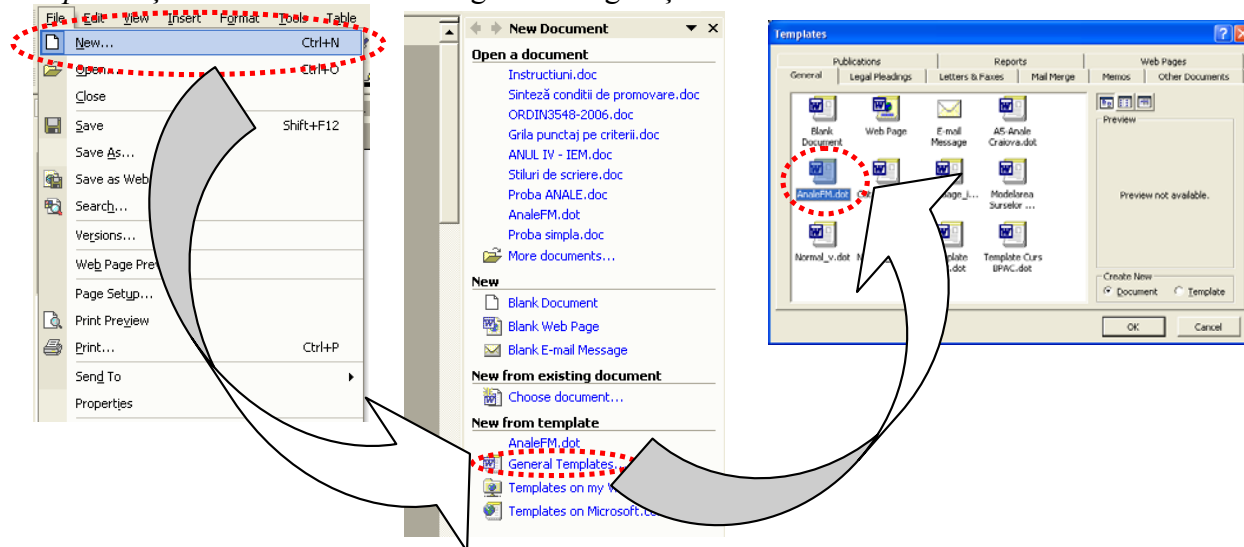 File Edit View Insert Format Tools Table
New... Ctrl+N
Open... Ctrl+O
Close
Save Shift+F12
Save As...
Save as Web
Search...
Versions...
Web Page Pre
Page Setup...
Print Preview
Print... Ctrl+P
Send To
Properties
New Document
Open a document
Instructiuni.doc
Sinteză conditii de promovare.doc
ORDIN3548-2006.doc
Grila punctaj pe criterii.doc
ANUL IV - IEM.doc
Stiluri de scriere.doc
Proba ANALE.doc
AnaleFM.dot
Proba simpla.doc
More documents...
New
Blank Document
Blank Web Page
Blank E-mail Message
New from existing document
Choose document...
New from template
AnaleFM.dot
General Templates...
Templates on my
Templates on Microsoft.co
Templates
Publications Reports Web Pages
General Legal Pleadings Letters & Faxes Mail Merge Memos Other Documents
Blank Document
Web Page
E-mail Message
A5-Anale Craiova.dot
AnaleFM.dot
Modelarea Surselor ...
Normal_v.dot
Template Curs BPAC.dot
Preview
Preview not available.
Create New
Document Template
OK Cancel